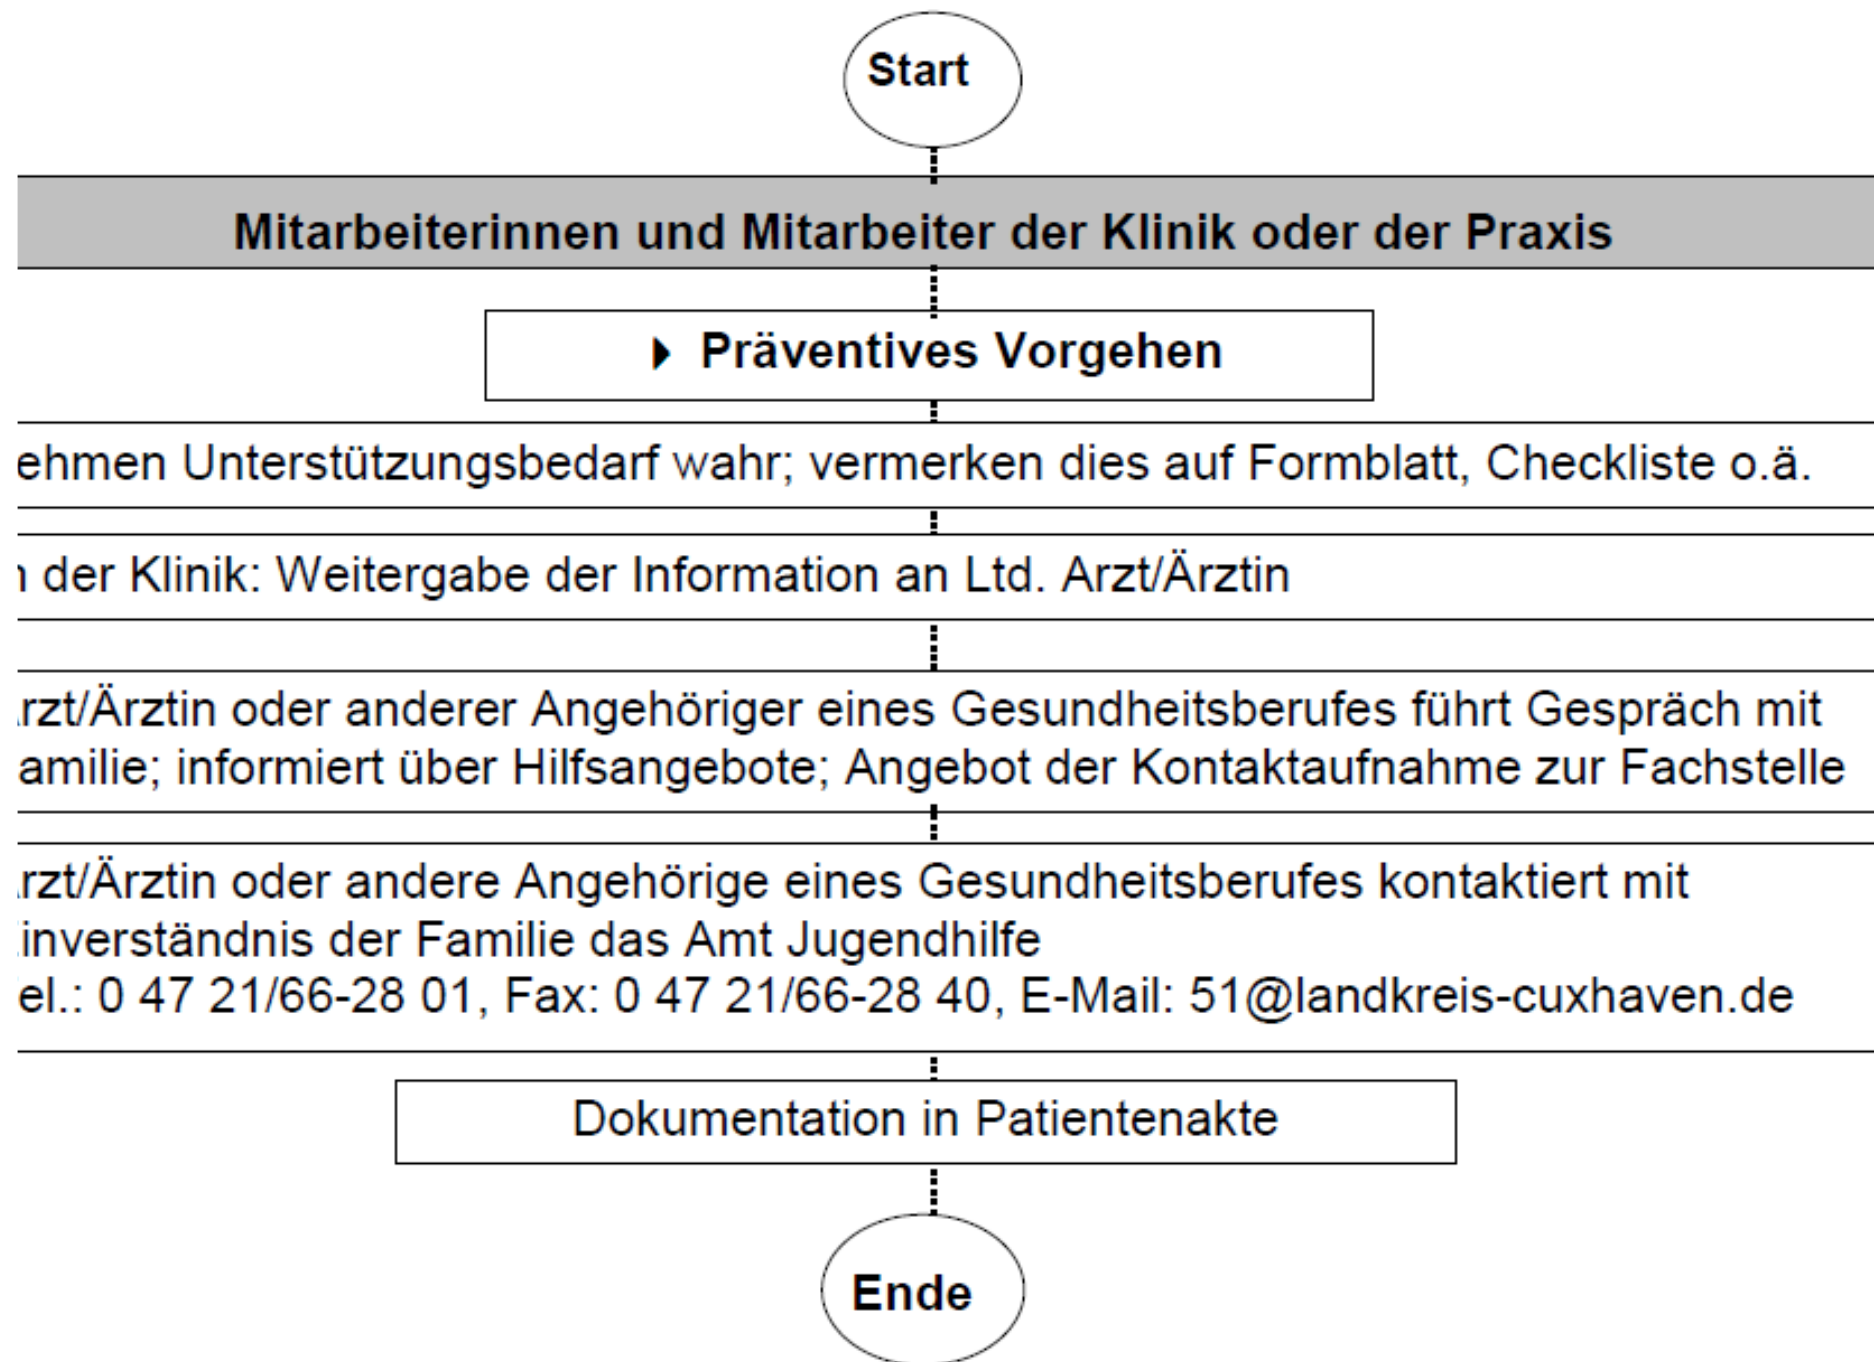 Start
Mitarbeiterinnen und Mitarbeiter der Klinik oder der Praxis
Präventives Vorgehen
ehmen Unterstützungsbedarf wahr; vermerken dies auf Formblatt, Checkliste o.ä.
der Klinik: Weitergabe der Information an Ltd. Arzt/Ärztin
rzt/Ärztin oder anderer Angehöriger eines Gesundheitsberufes führt Gespräch mit
amilie; informiert über Hilfsangebote; Angebot der Kontaktaufnahme zur Fachstelle
rzt/Ärztin oder andere Angehörige eines Gesundheitsberufes kontaktiert mit
inverständnis der Familie das Amt Jugendhilfe
el.: 0 47 21/66-28 01, Fax: 0 47 21/66-28 40, E-Mail: 51@landkreis-cuxhaven.de
Dokumentation in Patientenakte
Ende